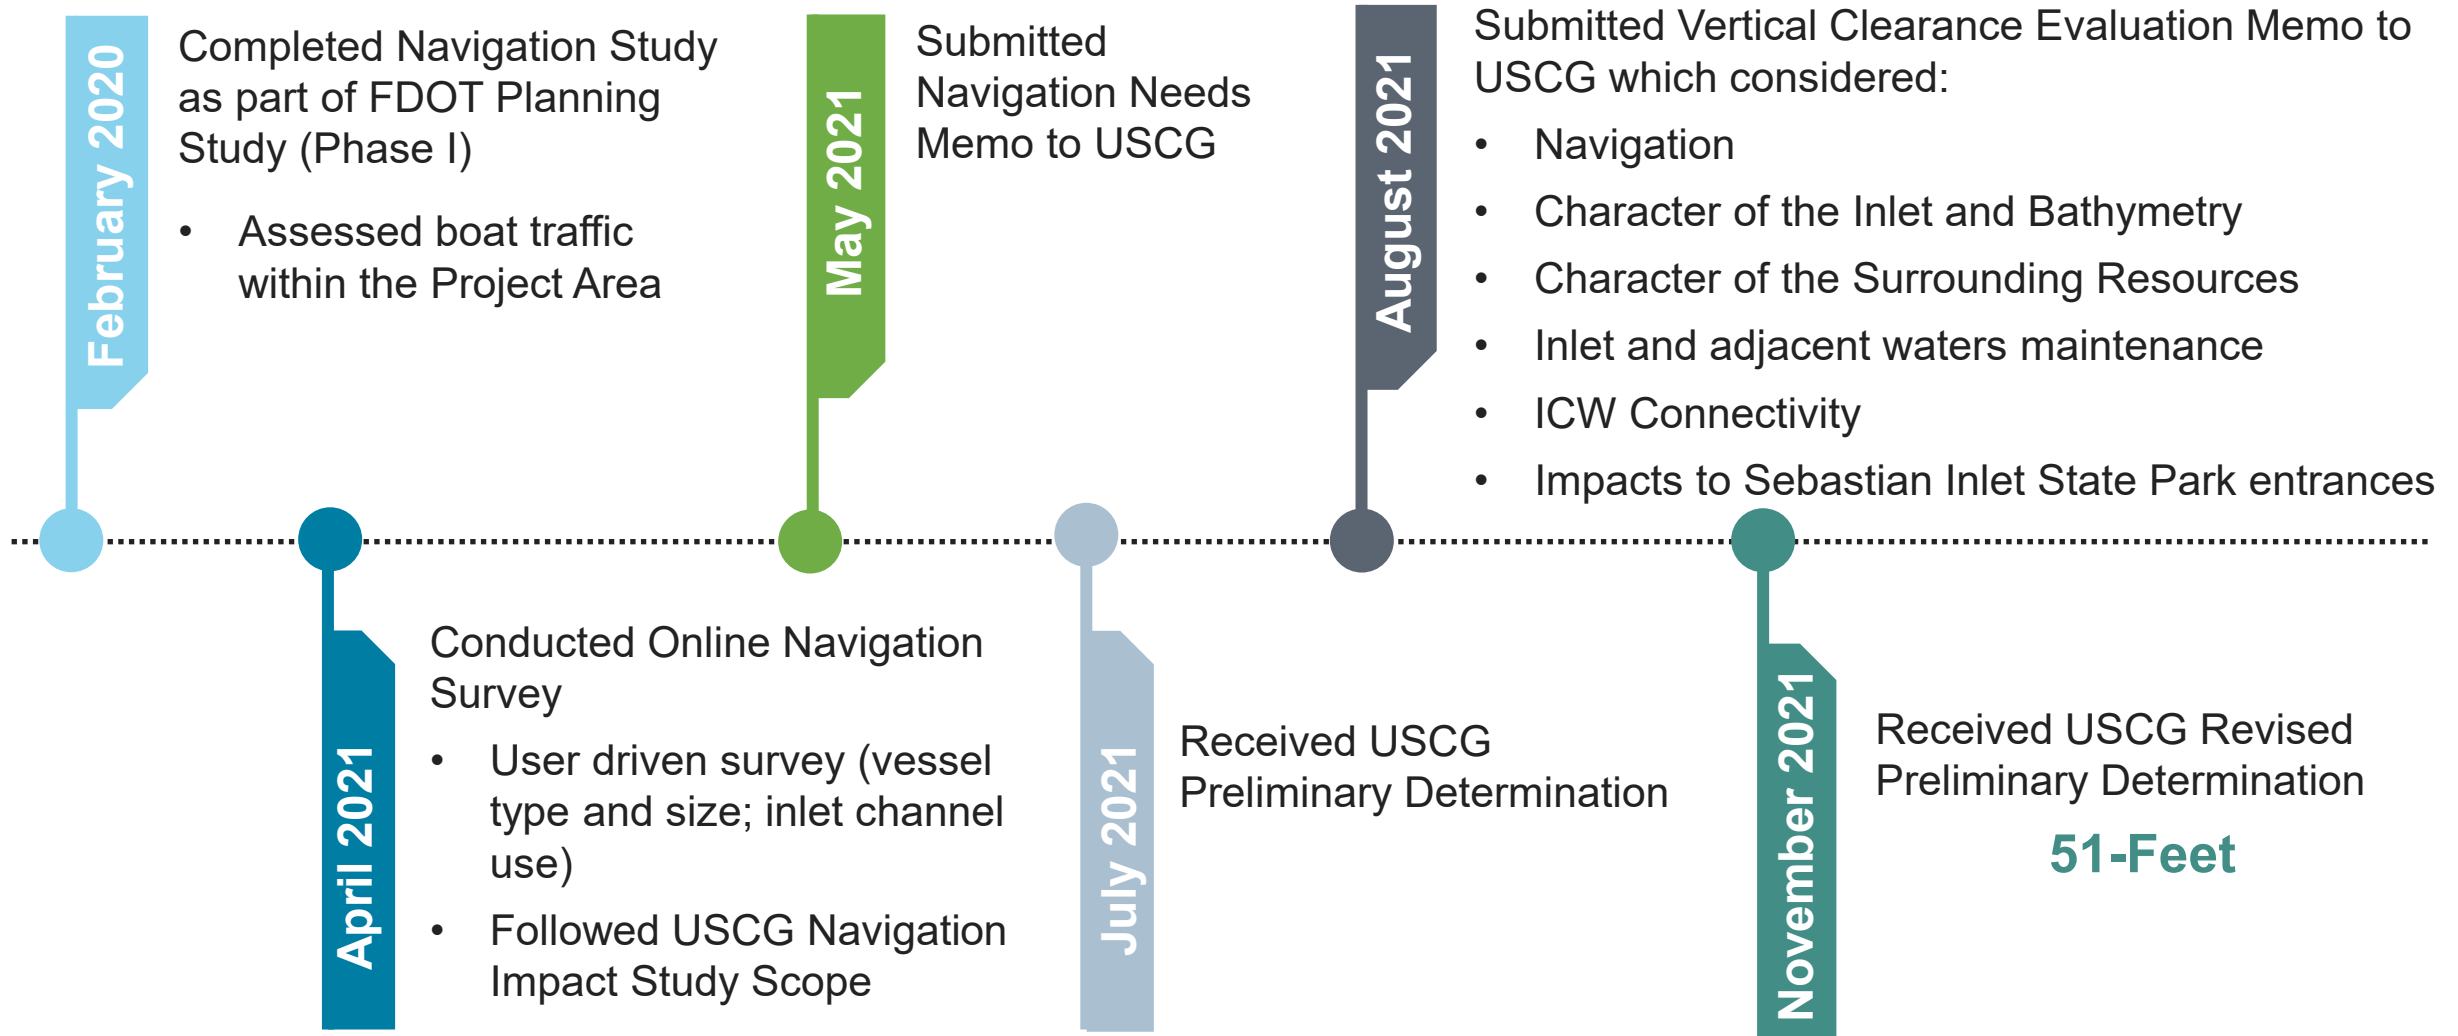 February 2020
Completed Navigation Study
as part of FDOT Planning
Study (Phase I)
• Assessed boat traffic
within the Project Area
April 2021
Conducted Online Navigation
Survey
• User driven survey (vessel
type and size; inlet channel
use)
• Followed USCG Navigation
Impact Study Scope
May 2021
Submitted
Navigation Needs
Memo to USCG
July 2021
Received USCG
Preliminary Determination
August 2021
Submitted Vertical Clearance Evaluation Memo to
USCG which considered:
• Navigation
• Character of the Inlet and Bathymetry
• Character of the Surrounding Resources
• Inlet and adjacent waters maintenance
• ICW Connectivity
• Impacts to Sebastian Inlet State Park entrances
November 2021
Received USCG Revised
Preliminary Determination
51-Feet